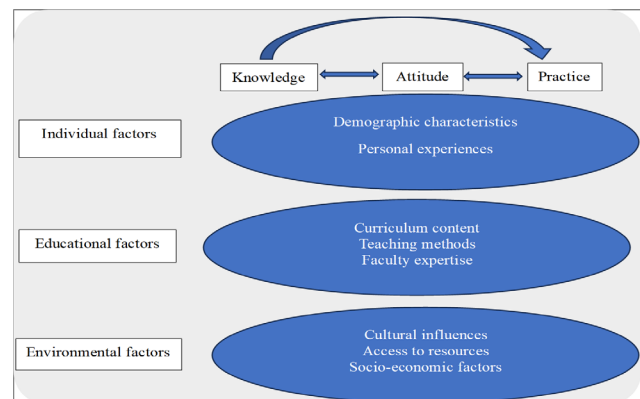 Knowledge
Attitude
Practice
Individual factors
Demographic characteristics
Personal experiences
Educational factors
Curriculum content
Teaching methods
Faculty expertise
Environmental factors
Cultural influences
Access to resources
Socio-economic factors